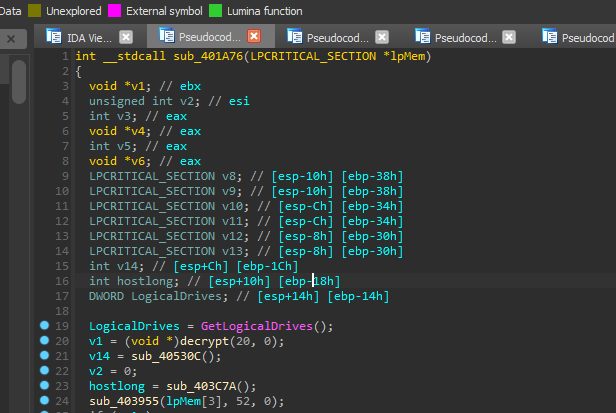 Data Unexplored External symbol Lumina function
IDA Vie... Pseudocod... Pseudocod... Pseudocod... Pseudocod
1 int __stdcall sub_401A76(LPCRITICAL_SECTION *lpMem)
2 {
3 void *v1; // ebx
4 unsigned int v2; // esi
5 int v3; // eax
6 void *v4; // eax
7 int v5; // eax
8 void *v6; // eax
9 LPCRITICAL_SECTION v8; // [esp-10h] [ebp-38h]
10 LPCRITICAL_SECTION v9; // [esp-10h] [ebp-38h]
11 LPCRITICAL_SECTION v10; // [esp-Ch] [ebp-34h]
12 LPCRITICAL_SECTION v11; // [esp-Ch] [ebp-34h]
13 LPCRITICAL_SECTION v12; // [esp-8h] [ebp-30h]
14 LPCRITICAL_SECTION v13; // [esp-8h] [ebp-30h]
15 int v14; // [esp+Ch] [ebp-1Ch]
16 int hostlong; // [esp+10h] [ebp-18h]
17 DWORD LogicalDrives; // [esp+14h] [ebp-14h]
18
19 LogicalDrives = GetLogicalDrives();
20 v1 = (void *)decrypt(20, 0);
21 v14 = sub_40530C();
22 v2 = 0;
23 hostlong = sub_403C7A();
24 sub_403955(lpMem[3], 52, 0);